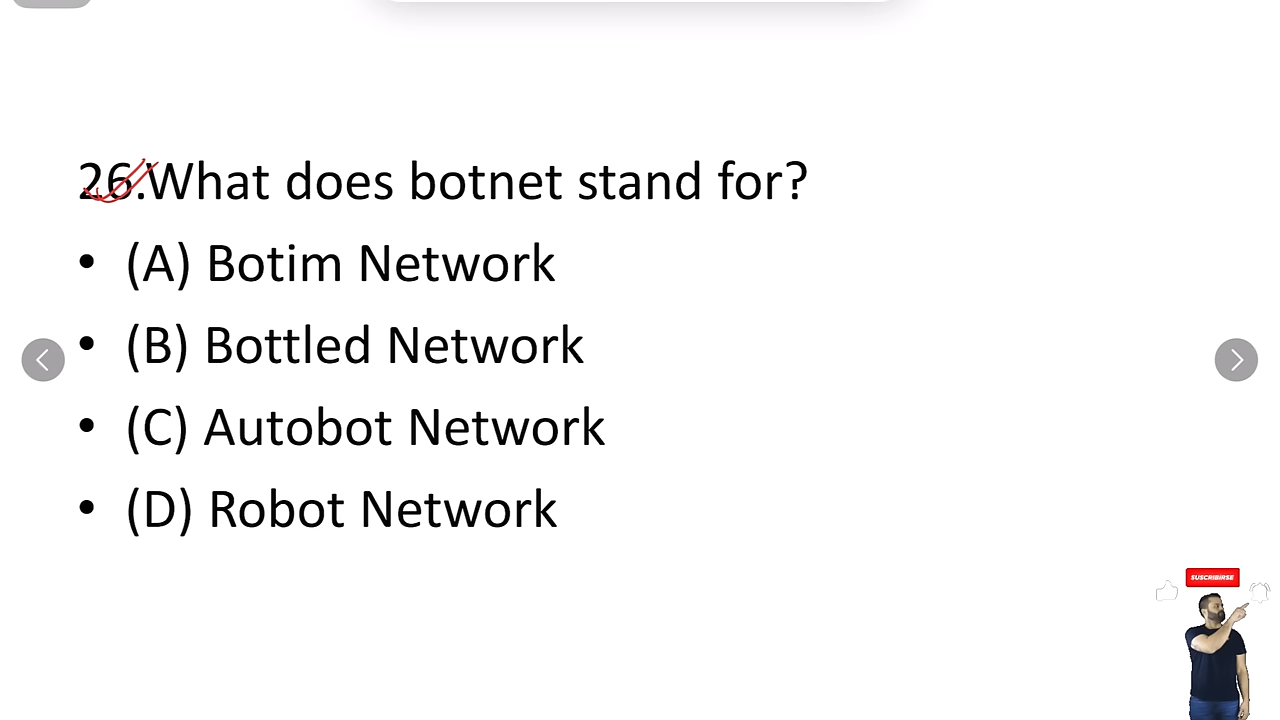 26.What does botnet stand for?
• (A) Botim Network
• (B) Bottled Network
• (C) Autobot Network
• (D) Robot Network
SUSCRIBIRSE